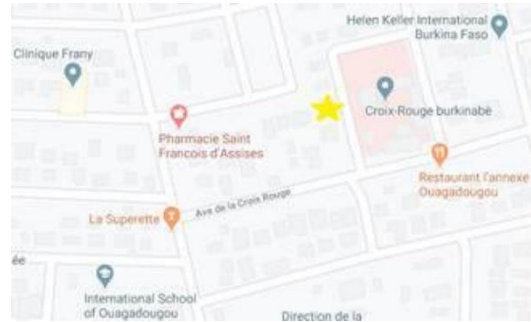 Helen Keller International
Burkina Faso
Clinique Frany
Croix-Rouge burkinabè
Pharmacie Saint
Francois d'Assises
Restaurant l'annexe
Ouagadougou
Ave de la Croix Rouge
La Superette
ée
International School
of Ouagadougou
Direction de la